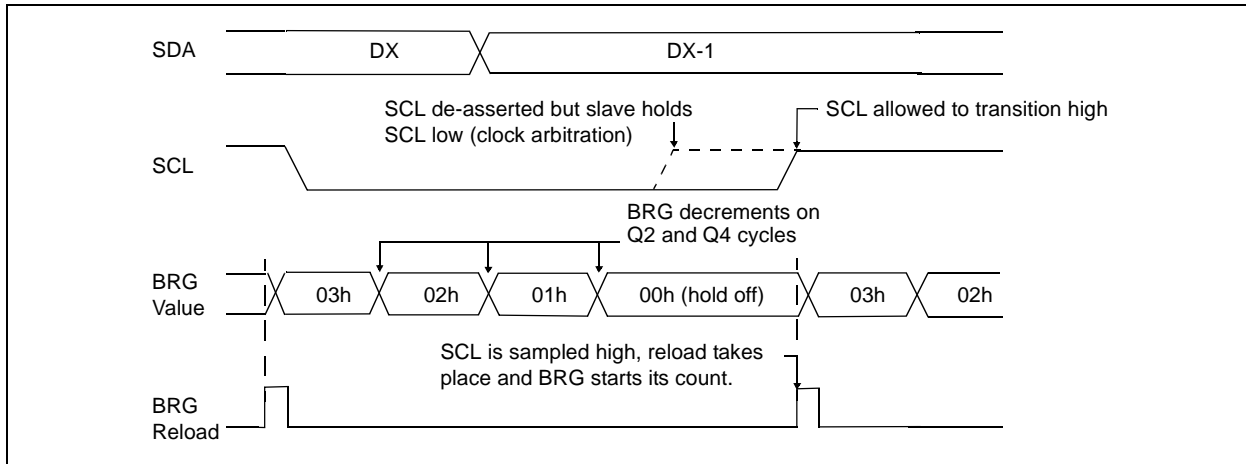 SDA
DX
DX-1
SCL de-asserted but slave holds
SCL low (clock arbitration)
SCL allowed to transition high
SCL
BRG decrements on
Q2 and Q4 cycles
BRG
Value
03h
02h
01h
00h (hold off)
03h
02h
SCL is sampled high, reload takes
place and BRG starts its count.
BRG
Reload